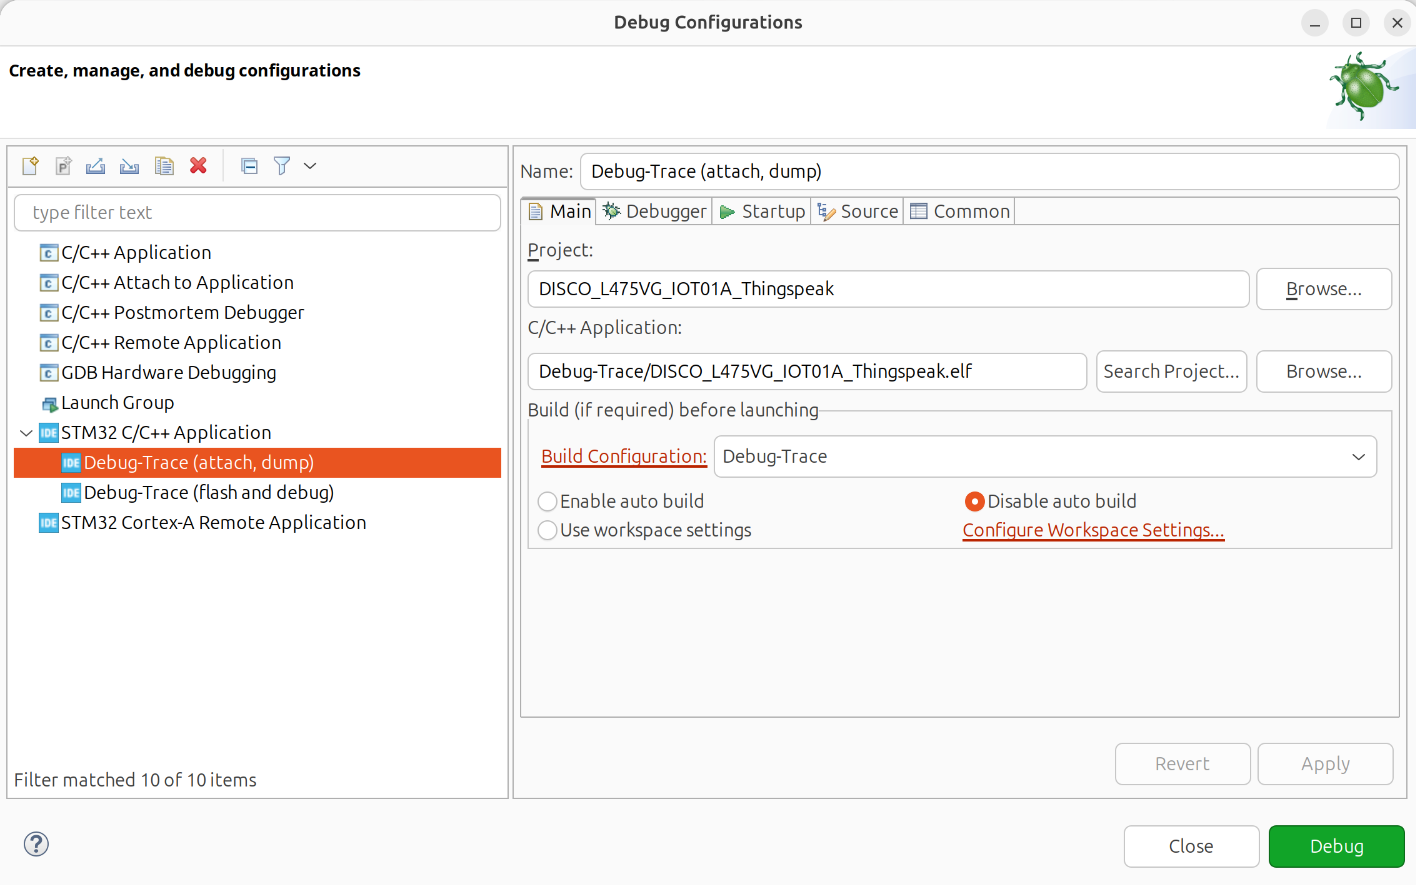 Debug Configurations
Create, manage, and debug configurations
type filter text
C/C++ Application
C/C++ Attach to Application
C/C++ Postmortem Debugger
C/C++ Remote Application
GDB Hardware Debugging
Launch Group
IDE STM32 C/C++ Application
IDE Debug-Trace (attach, dump)
IDE Debug-Trace (flash and debug)
IDE STM32 Cortex-A Remote Application
Filter matched 10 of 10 items
Name: Debug-Trace (attach, dump)
Main Debugger Startup Source Common
Project:
DISCO_L475VG_IOT01A_Thingspeak Browse...
C/C++ Application:
Debug-Trace/DISCO_L475VG_IOT01A_Thingspeak.elf Search Project... Browse...
Build (if required) before launching
Build Configuration: Debug-Trace
Enable auto build Disable auto build
Use workspace settings Configure Workspace Settings...
Revert Apply
? Close Debug